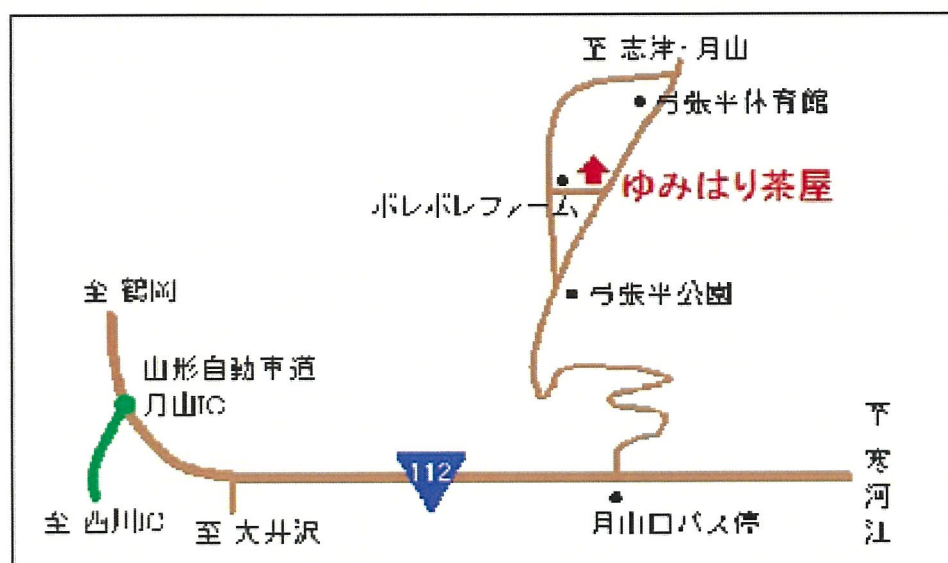 至 志津・月山
弓張平体育館
ゆみはり茶屋
ポレポレファーム
弓張平公園
至 鶴岡
山形自動車道
月山IC
112
至 寒河江
至 西川IC
至 大井沢
月山口バス停